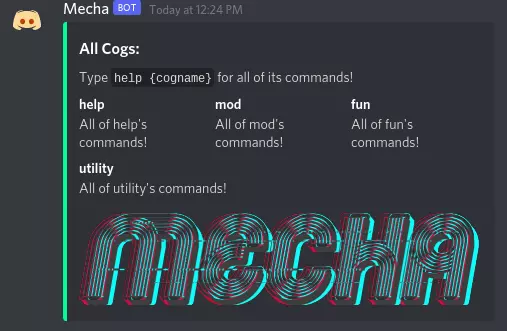 Mecha BOT Today at 12:24 PM
All Cogs:
Type help {cogname} for all of its commands!
help mod fun
All of help's All of mod's All of fun's
commands! commands! commands!
utility
All of utility's commands!
mecha